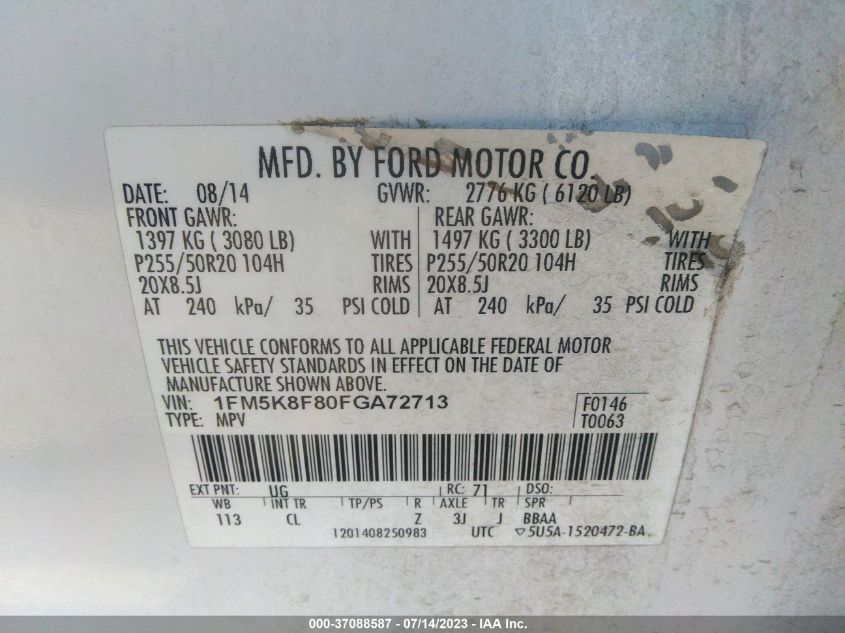 MFD. BY FORD MOTOR CO.
DATE: 08/14 GVWR: 2776 KG ( 6120 LB)
FRONT GAWR: REAR GAWR:
1397 KG ( 3080 LB) WITH 1497 KG ( 3300 LB) WITH
P255/50R20 104H TIRES P255/50R20 104H TIRES
20X8.5J RIMS 20X8.5J RIMS
AT 240 kPa/ 35 PSI COLD AT 240 kPa/ 35 PSI COLD
THIS VEHICLE CONFORMS TO ALL APPLICABLE FEDERAL MOTOR
VEHICLE SAFETY STANDARDS IN EFFECT ON THE DATE OF
MANUFACTURE SHOWN ABOVE.
VIN: 1FM5K8F80FGA72713 F0146
TYPE: MPV T0063
EXT PNT: UG RC: 71 DSO:
WB INT TR TP/PS R AXLE TR SPR
113 CL Z 3J J BBAA
1201408250983 UTC ▽5U5A-1520472-BA
000-37088587 - 07/14/2023 - IAA Inc.